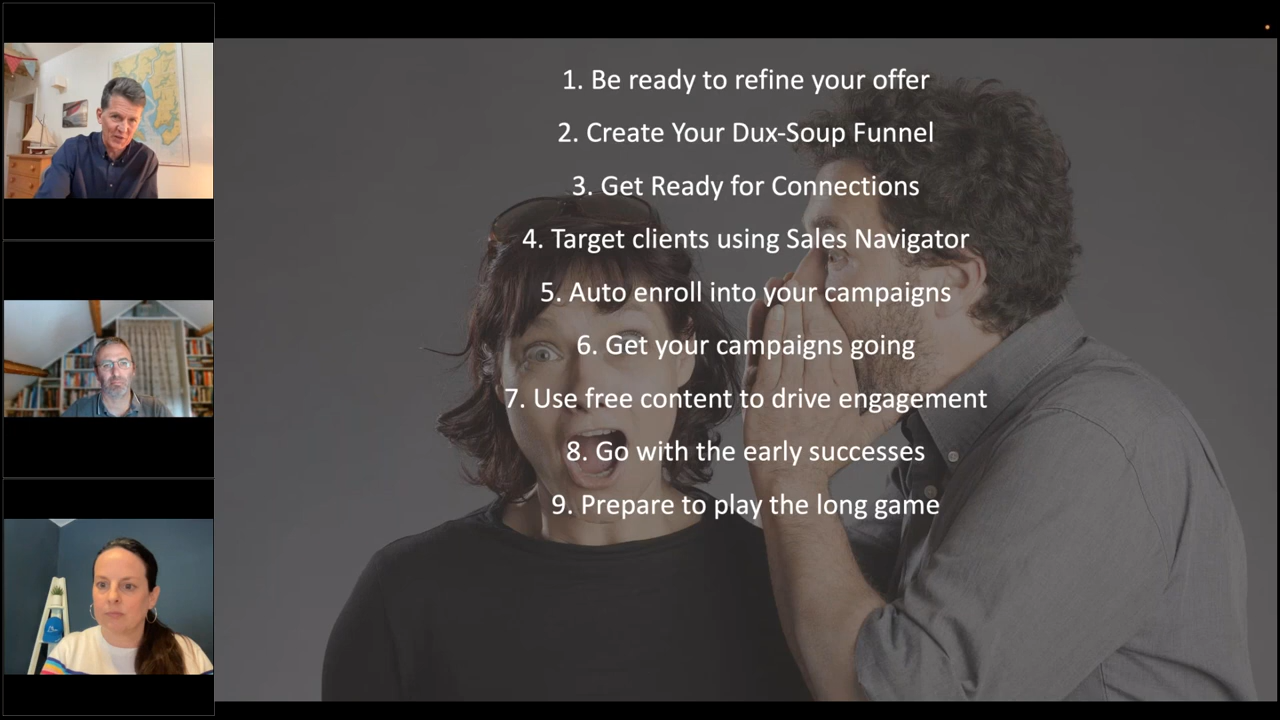 1. Be ready to refine your offer
2. Create Your Dux-Soup Funnel
3. Get Ready for Connections
4. Target clients using Sales Navigator
5. Auto enroll into your campaigns
6. Get your campaigns going
7. Use free content to drive engagement
8. Go with the early successes
9. Prepare to play the long game